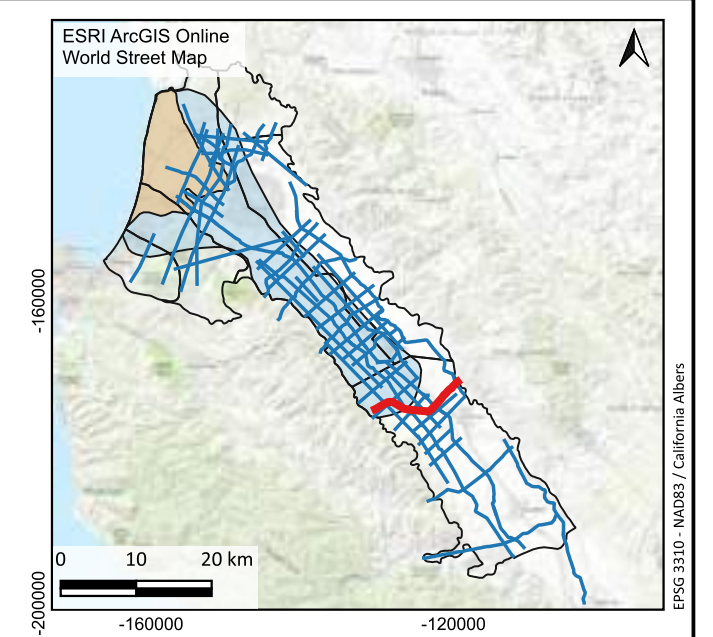 ESRI ArcGIS Online
World Street Map
-160000
-200000
0 10 20 km
-160000 -120000
EPSG 3310 - NAD83 / California Albers